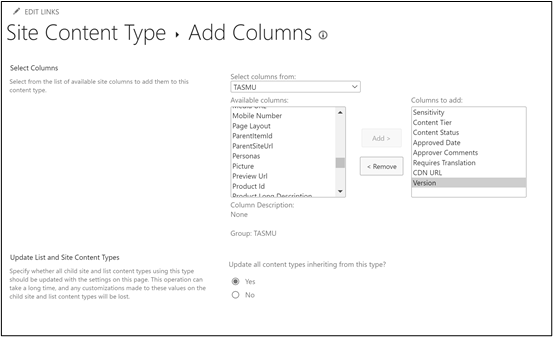 EDIT LINKS
Site Content Type › Add Columns
Select Columns
Select from the list of available site columns to add them to this
content type.
Select columns from:
TASMU
Available columns:
Mobile Number
Page Layout
ParentItemId
ParentSiteUrl
Personas
Picture
Preview Url
Product Id
Product Long Description
Add >
< Remove
Columns to add:
Sensitivity
Content Tier
Content Status
Approved Date
Approver Comments
Requires Translation
CDN URL
Version
Column Description:
None
Group: TASMU
Update List and Site Content Types
Specify whether all child site and list content types using this type
should be updated with the settings on this page. This operation can
take a long time, and any customizations made to these values on the
child site and list content types will be lost.
Update all content types inheriting from this type?
Yes
No